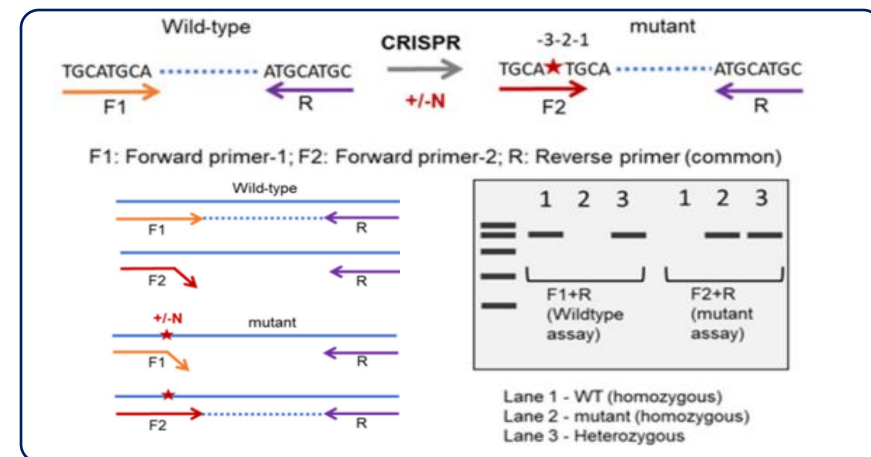 Wild-type
CRISPR
-3-2-1
mutant
TGCATGCA ATGCATGC
TGCA★TGCA ATGCATGC
F1
R
+/-N
F2
R
F1: Forward primer-1; F2: Forward primer-2; R: Reverse primer (common)
Wild-type
F1
R
F2
R
+/-N
mutant
F1
R
F2
R
1 2 3 1 2 3
F1+R
(Wildtype
assay)
F2+R
(mutant
assay)
Lane 1 - WT (homozygous)
Lane 2 - mutant (homozygous)
Lane 3 - Heterozygous